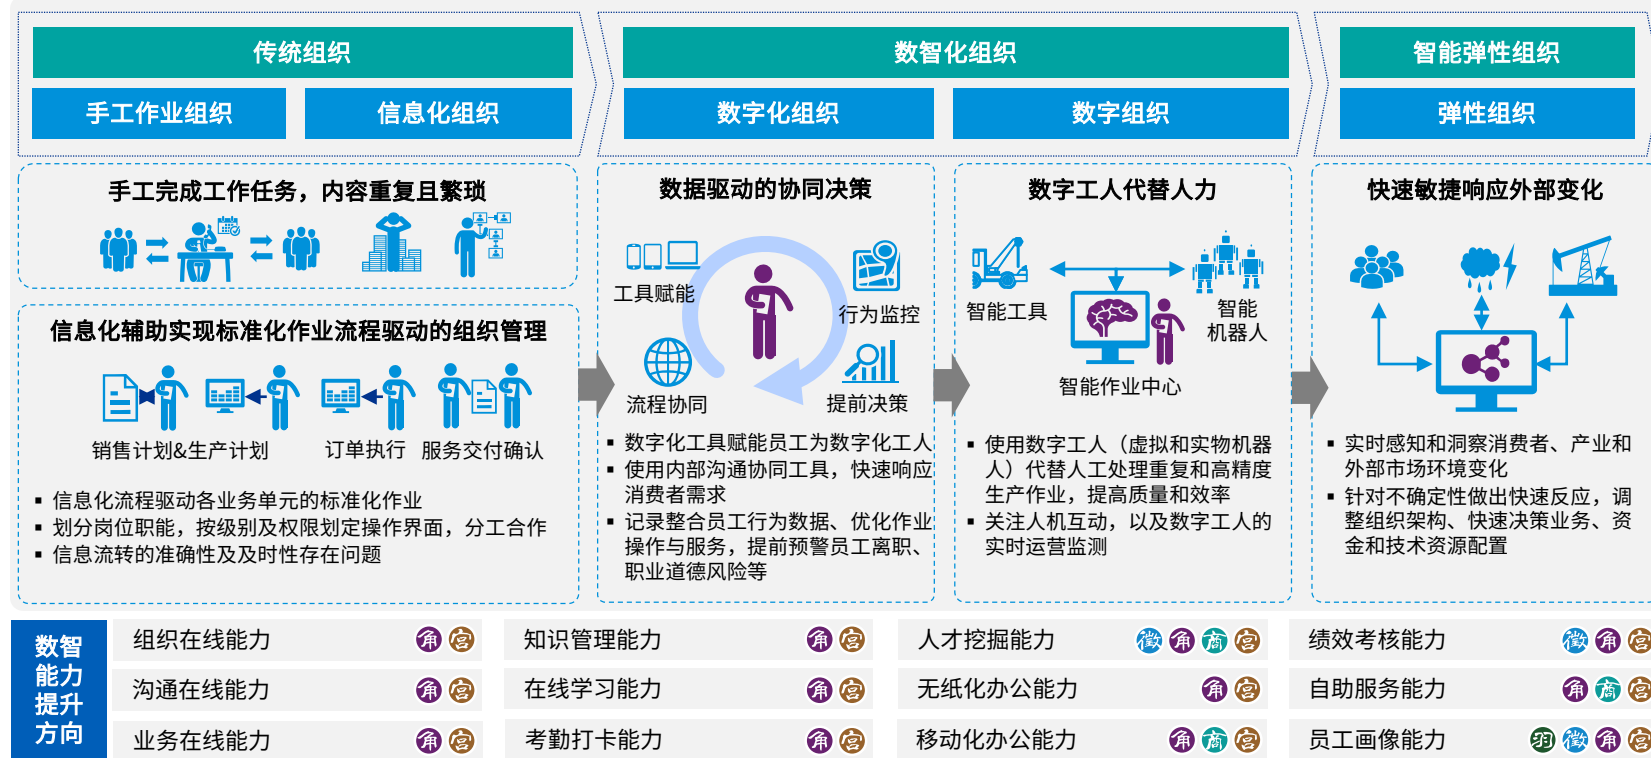 传统组织
数智化组织
智能弹性组织
手工作业组织
信息化组织
数字化组织
数字组织
弹性组织
手工完成工作任务，内容重复且繁琐
信息化辅助实现标准化作业流程驱动的组织管理
销售计划&生产计划
订单执行
服务交付确认
▪ 信息化流程驱动各业务单元的标准化作业
▪ 划分岗位职能，按级别及权限划定操作界面，分工合作
▪ 信息流转的准确性及及时性存在问题
数据驱动的协同决策
工具赋能
行为监控
流程协同
提前决策
▪ 数字化工具赋能员工为数字化工人
▪ 使用内部沟通协同工具，快速响应
消费者需求
▪ 记录整合员工行为数据、优化作业
操作与服务，提前预警员工离职、
职业道德风险等
数字工人代替人力
智能工具
智能
机器人
智能作业中心
▪ 使用数字工人（虚拟和实物机器
人）代替人工处理重复和高精度
生产作业，提高质量和效率
▪ 关注人机互动，以及数字工人的
实时运营监测
快速敏捷响应外部变化
▪ 实时感知和洞察消费者、产业和
外部市场环境变化
▪ 针对不确定性做出快速反应，调
整组织架构、快速决策业务、资
金和技术资源配置
数智
能力
提升
方向
组织在线能力 角 宫
知识管理能力 角 宫
人才挖掘能力 徵 角 商 宫
绩效考核能力 徵 角 宫
沟通在线能力 角 宫
在线学习能力 角 宫
无纸化办公能力 角 宫
自助服务能力 角 商 宫
业务在线能力 角 宫
考勤打卡能力 角 宫
移动化办公能力 角 商 宫
员工画像能力 羽 徵 角 宫